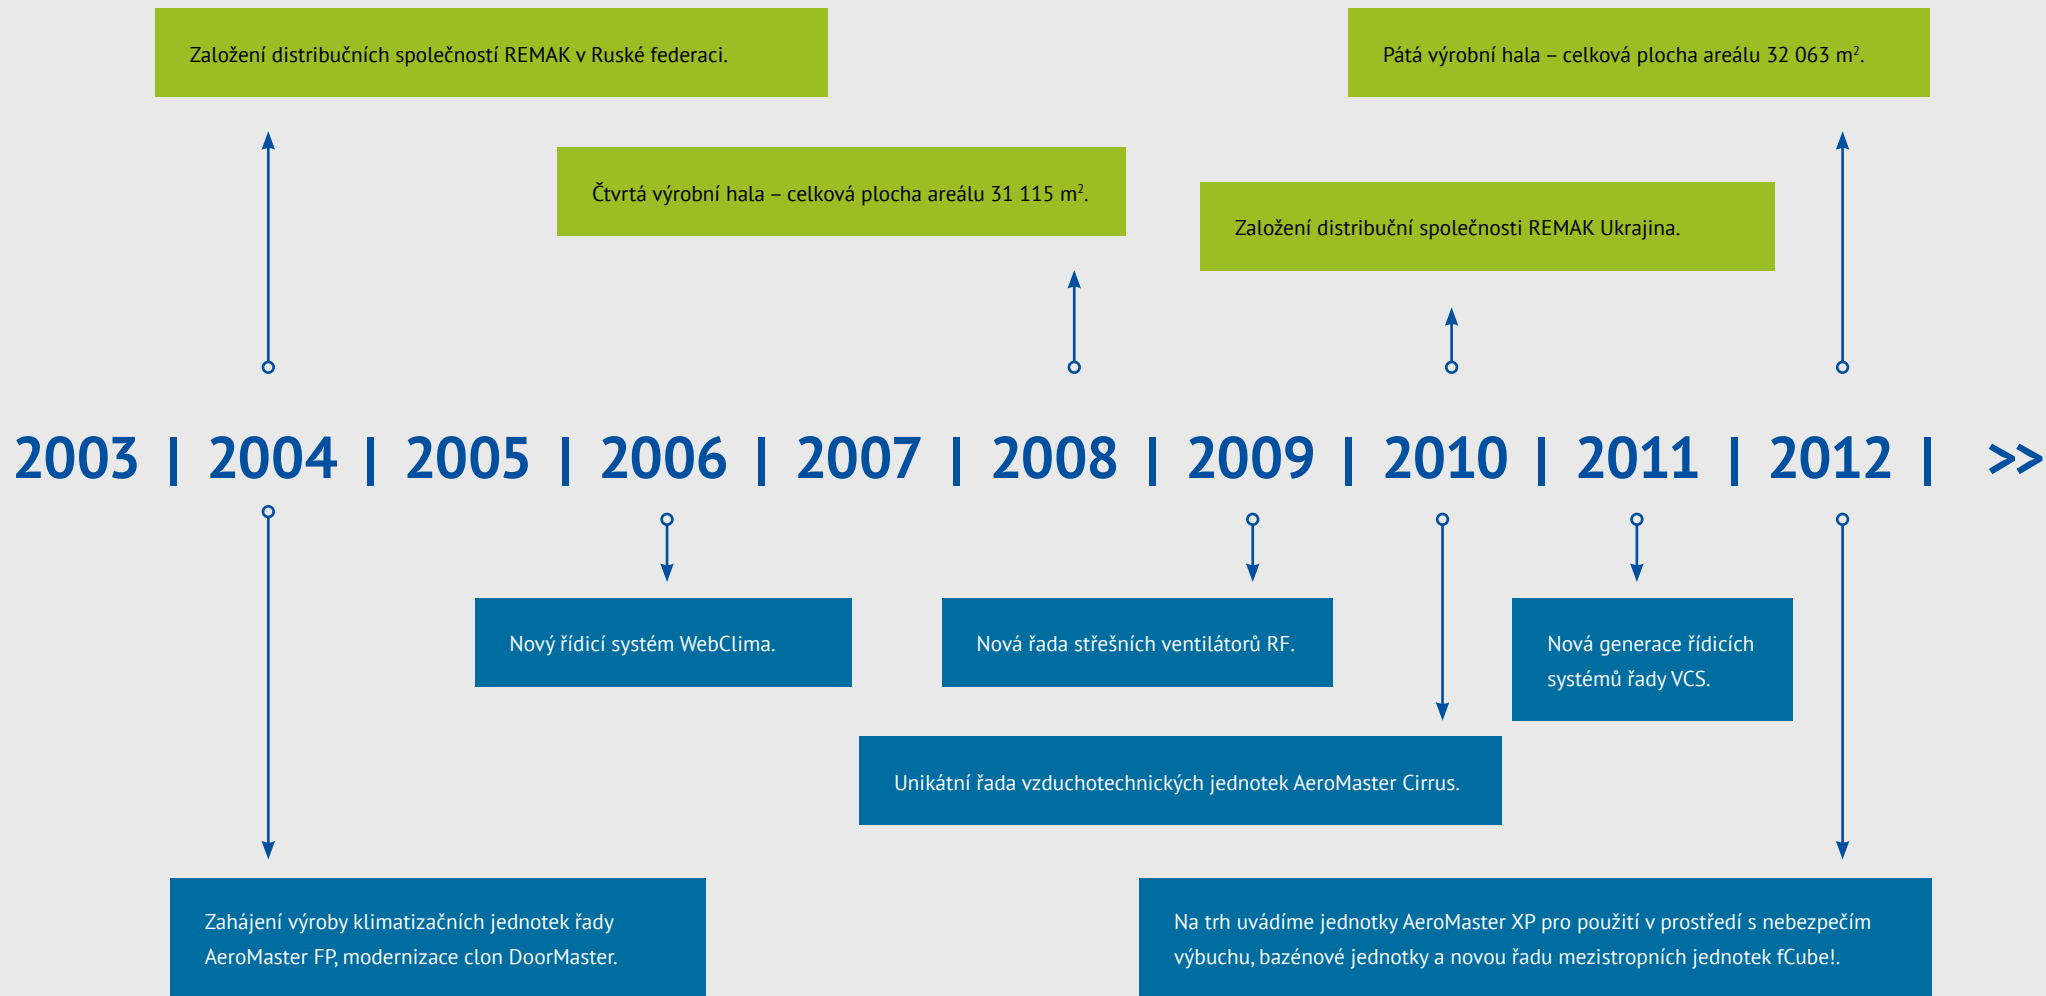 Založení distribučních společností REMAK v Ruské federaci.
Pátá výrobní hala – celková plocha areálu 32 063 m².
Čtvrtá výrobní hala – celková plocha areálu 31 115 m².
Založení distribuční společnosti REMAK Ukrajina.
2003 | 2004 | 2005 | 2006 | 2007 | 2008 | 2009 | 2010 | 2011 | 2012 | >>
Nový řídicí systém WebClima.
Nová řada střešních ventilátorů RF.
Nová generace řídicích
systémů řady VCS.
Unikátní řada vzduchotechnických jednotek AeroMaster Cirrus.
Zahájení výroby klimatizačních jednotek řady
AeroMaster FP, modernizace clon DoorMaster.
Na trh uvádíme jednotky AeroMaster XP pro použití v prostředí s nebezpečím
výbuchu, bazénové jednotky a novou řadu mezistropních jednotek fCube!.